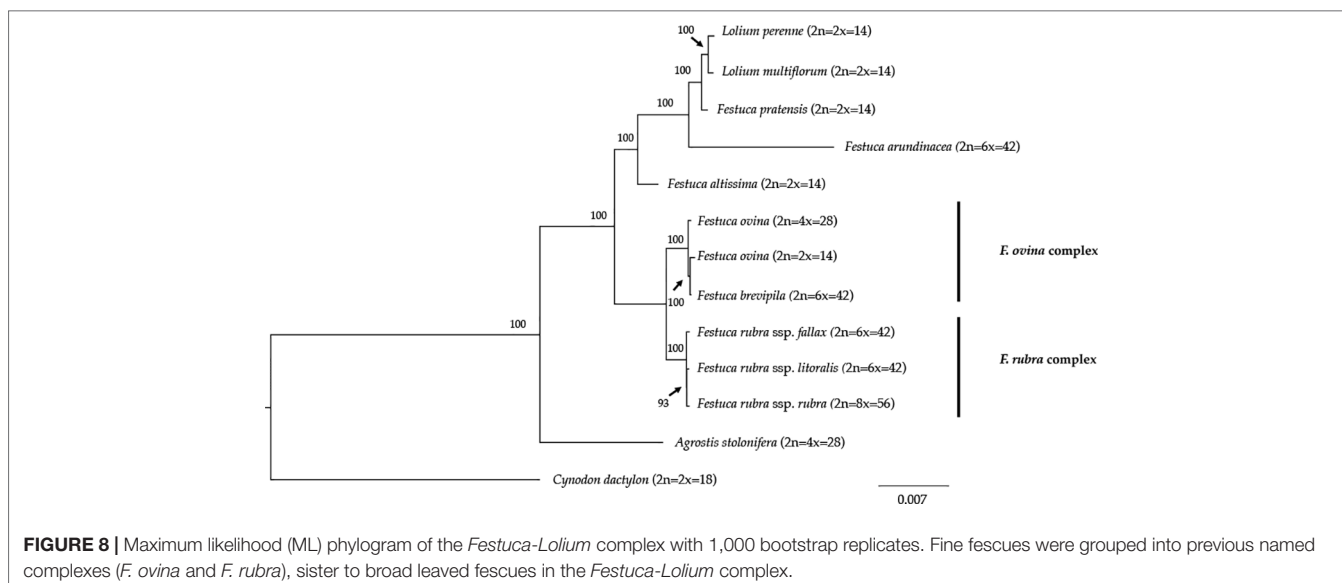 100
Lolium perenne (2n=2x=14)
100
Lolium multiflorum (2n=2x=14)
100
Festuca pratensis (2n=2x=14)
100
Festuca arundinacea (2n=6x=42)
Festuca altissima (2n=2x=14)
100
Festuca ovina (2n=4x=28)
100
Festuca ovina (2n=2x=14)
F. ovina complex
100
Festuca brevipila (2n=6x=42)
100
Festuca rubra ssp. fallax (2n=6x=42)
100
Festuca rubra ssp. litoralis (2n=6x=42)
F. rubra complex
93
Festuca rubra ssp. rubra (2n=8x=56)
Agrostis stolonifera (2n=4x=28)
Cynodon dactylon (2n=2x=18)
0.007
FIGURE 8 | Maximum likelihood (ML) phylogram of the Festuca-Lolium complex with 1,000 bootstrap replicates. Fine fescues were grouped into previous named
complexes (F. ovina and F. rubra), sister to broad leaved fescues in the Festuca-Lolium complex.